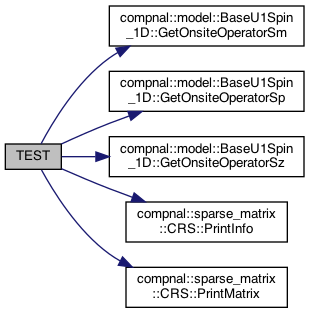 TEST
compnal::model::BaseU1Spin
_1D::GetOnsiteOperatorSm
compnal::model::BaseU1Spin
_1D::GetOnsiteOperatorSp
compnal::model::BaseU1Spin
_1D::GetOnsiteOperatorSz
compnal::sparse_matrix
::CRS::PrintInfo
compnal::sparse_matrix
::CRS::PrintMatrix